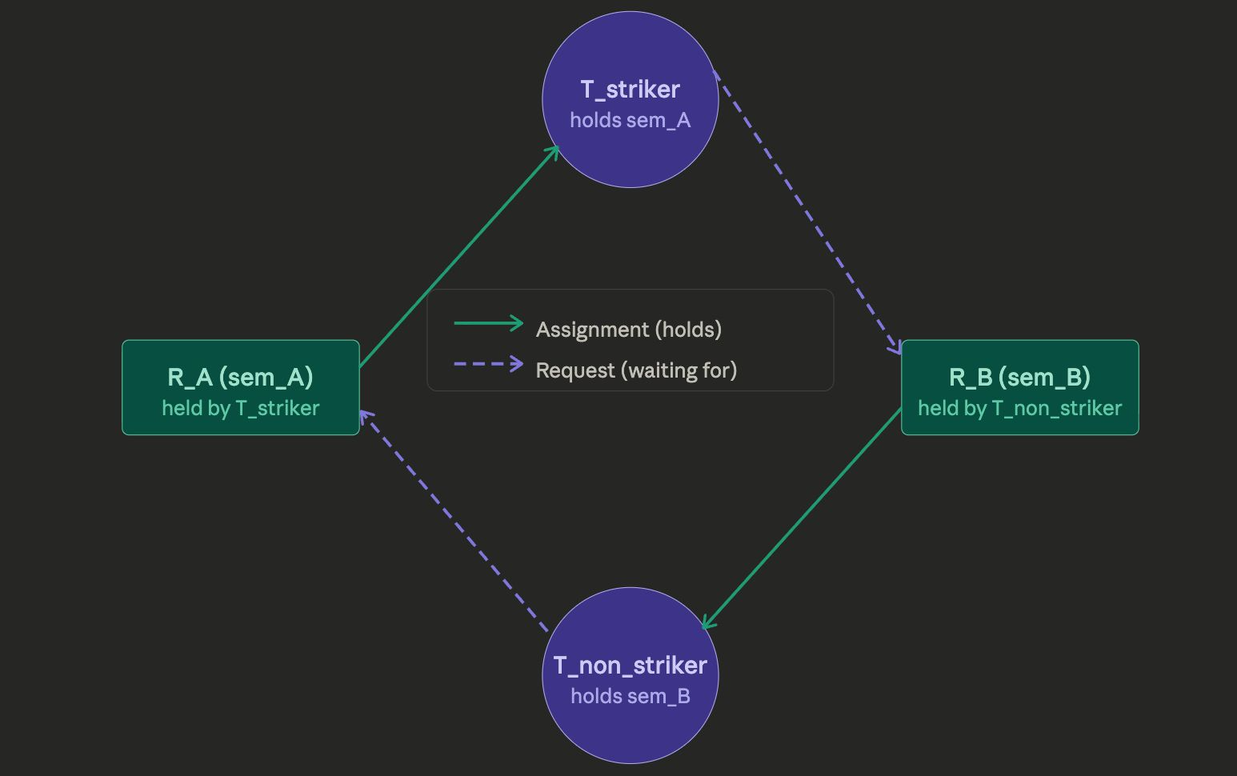 T_striker
holds sem_A
Assignment (holds)
Request (waiting for)
R_A (sem_A)
held by T_striker
R_B (sem_B)
held by T_non_striker
T_non_striker
holds sem_B